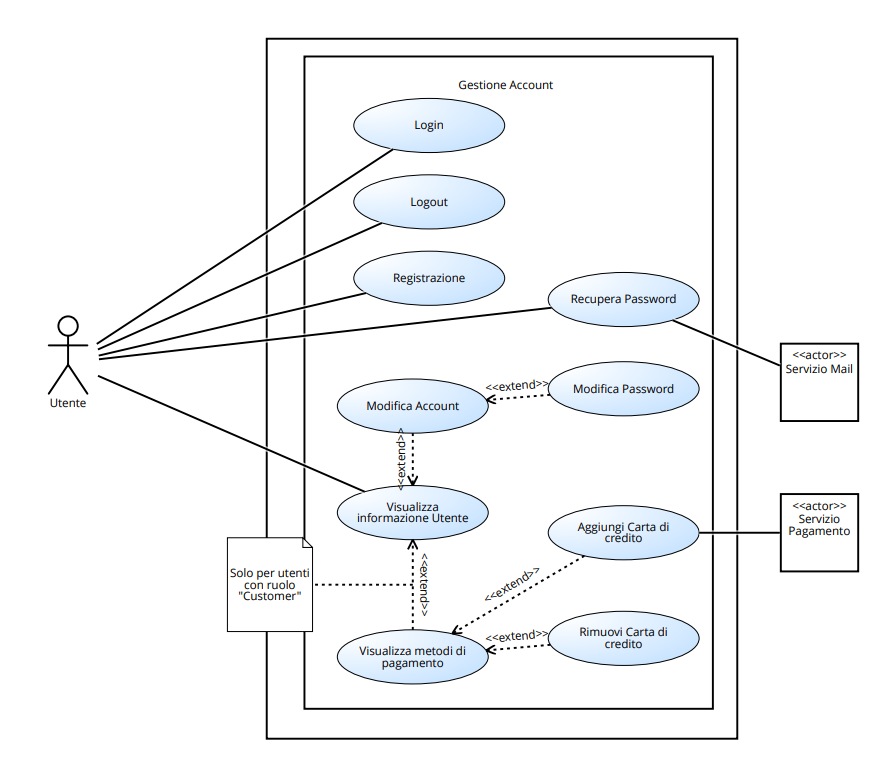 Gestione Account
Login
Logout
Registrazione
Recupera Password
<<actor>>
Servizio Mail
Utente
Modifica Account
<<extend>>
Modifica Password
<<extend>>
Visualizza
informazione Utente
Aggiungi Carta di
credito
<<actor>>
Servizio
Pagamento
Solo per utenti
con ruolo
"Customer"
<<extend>>
<<extend>>
Visualizza metodi di
pagamento
<<extend>>
Rimuovi Carta di
credito